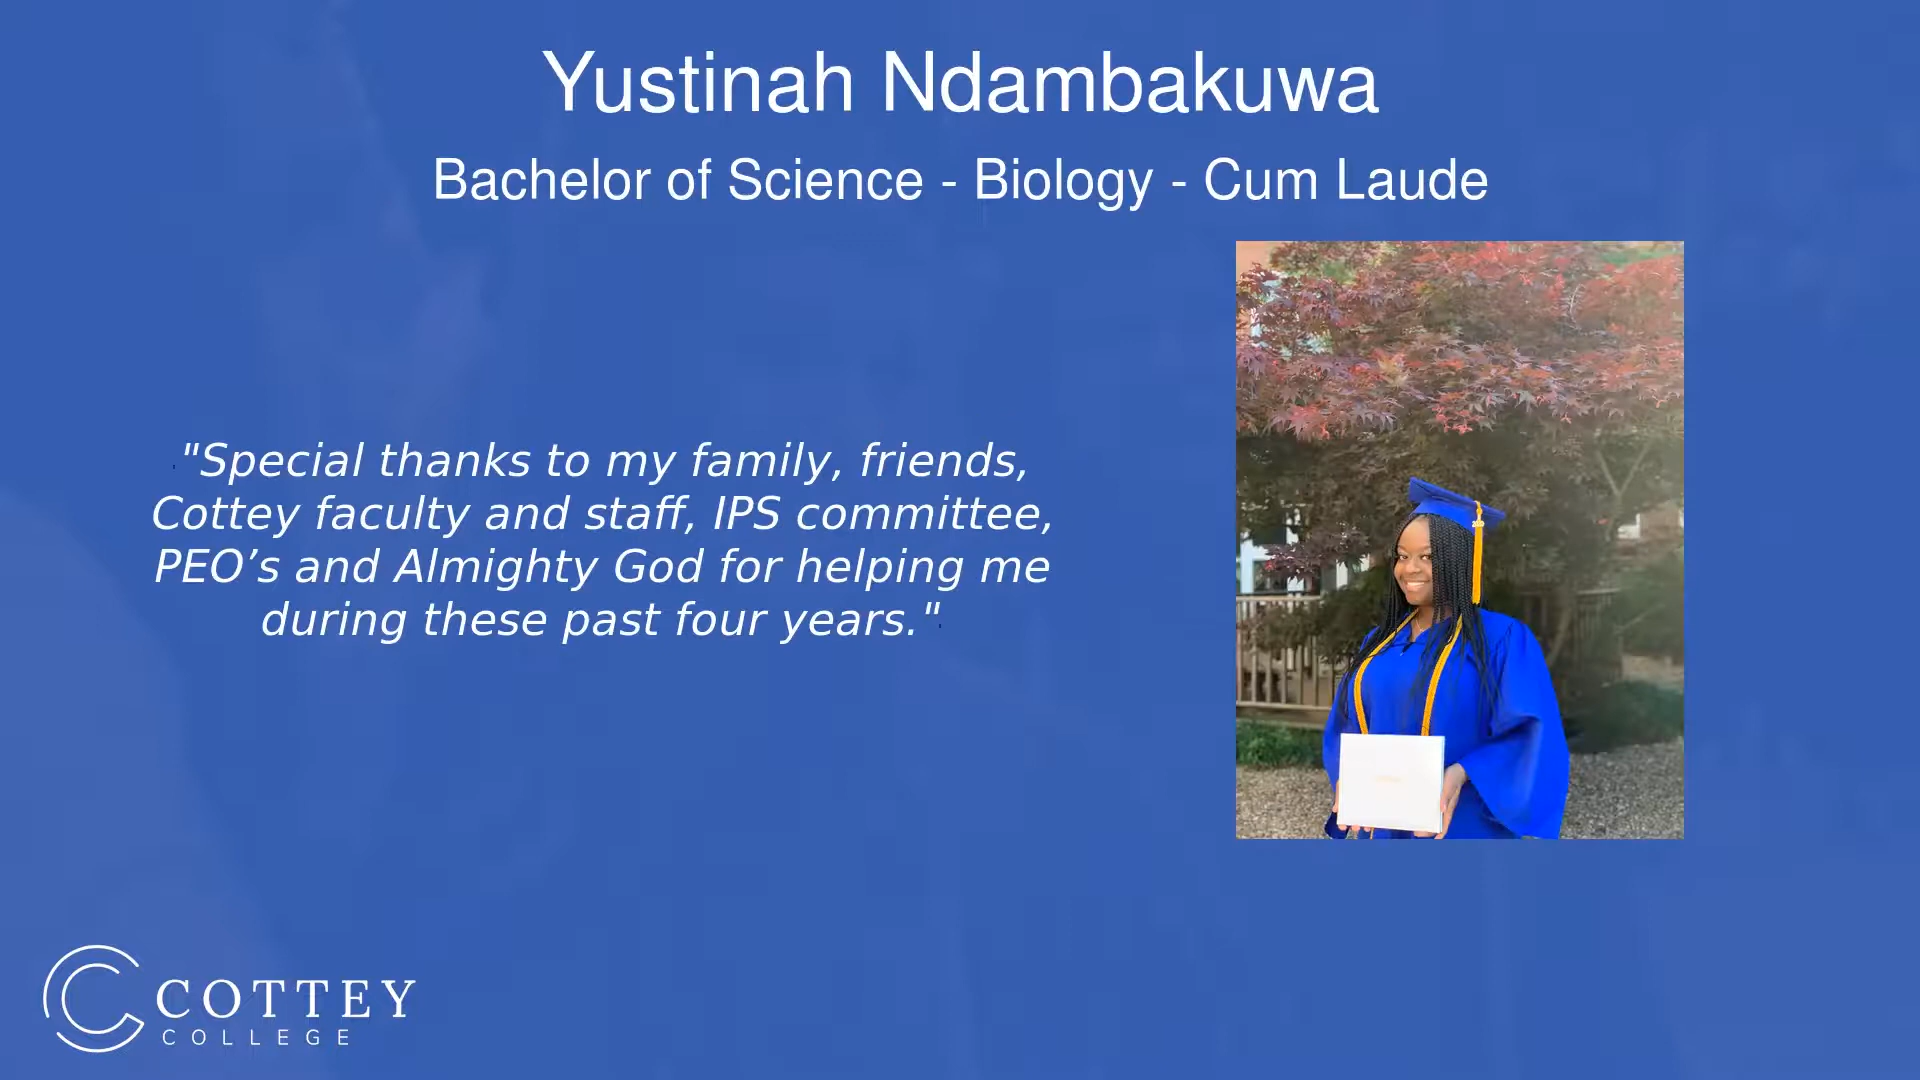 Yustinah Ndambakuwa
Bachelor of Science - Biology - Cum Laude
"Special thanks to my family, friends,
Cottey faculty and staff, IPS committee,
PEO’s and Almighty God for helping me
during these past four years."
COTTEY
COLLEGE